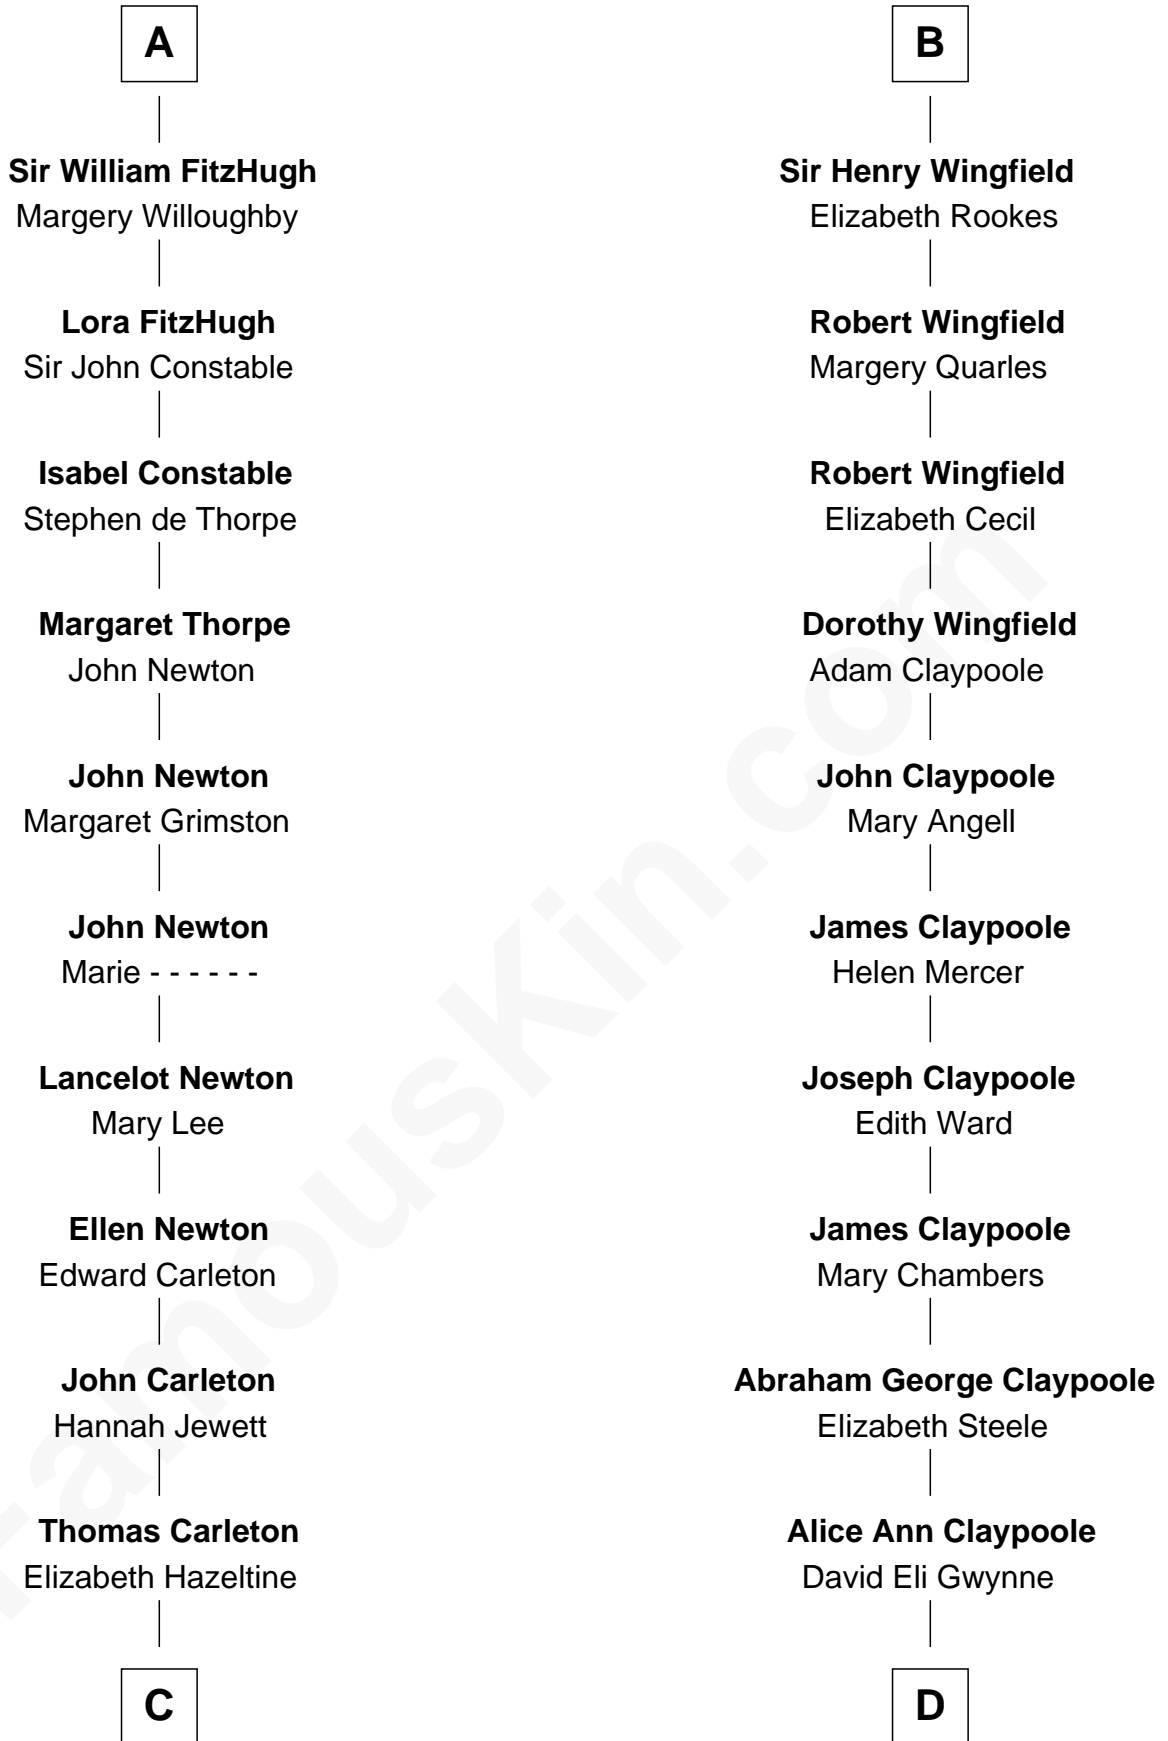 A
Sir William FitzHugh
Margery Willoughby
Lora FitzHugh
Sir John Constable
Isabel Constable
Stephen de Thorpe
Margaret Thorpe
John Newton
John Newton
Margaret Grimston
John Newton
Marie - - - - - -
Lancelot Newton
Mary Lee
Ellen Newton
Edward Carleton
John Carleton
Hannah Jewett
Thomas Carleton
Elizabeth Hazeltine
C
B
Sir Henry Wingfield
Elizabeth Rookes
Robert Wingfield
Margery Quarles
Robert Wingfield
Elizabeth Cecil
Dorothy Wingfield
Adam Claypoole
John Claypoole
Mary Angell
James Claypoole
Helen Mercer
Joseph Claypoole
Edith Ward
James Claypoole
Mary Chambers
Abraham George Claypoole
Elizabeth Steele
Alice Ann Claypoole
David Eli Gwynne
D
FamousKin.com